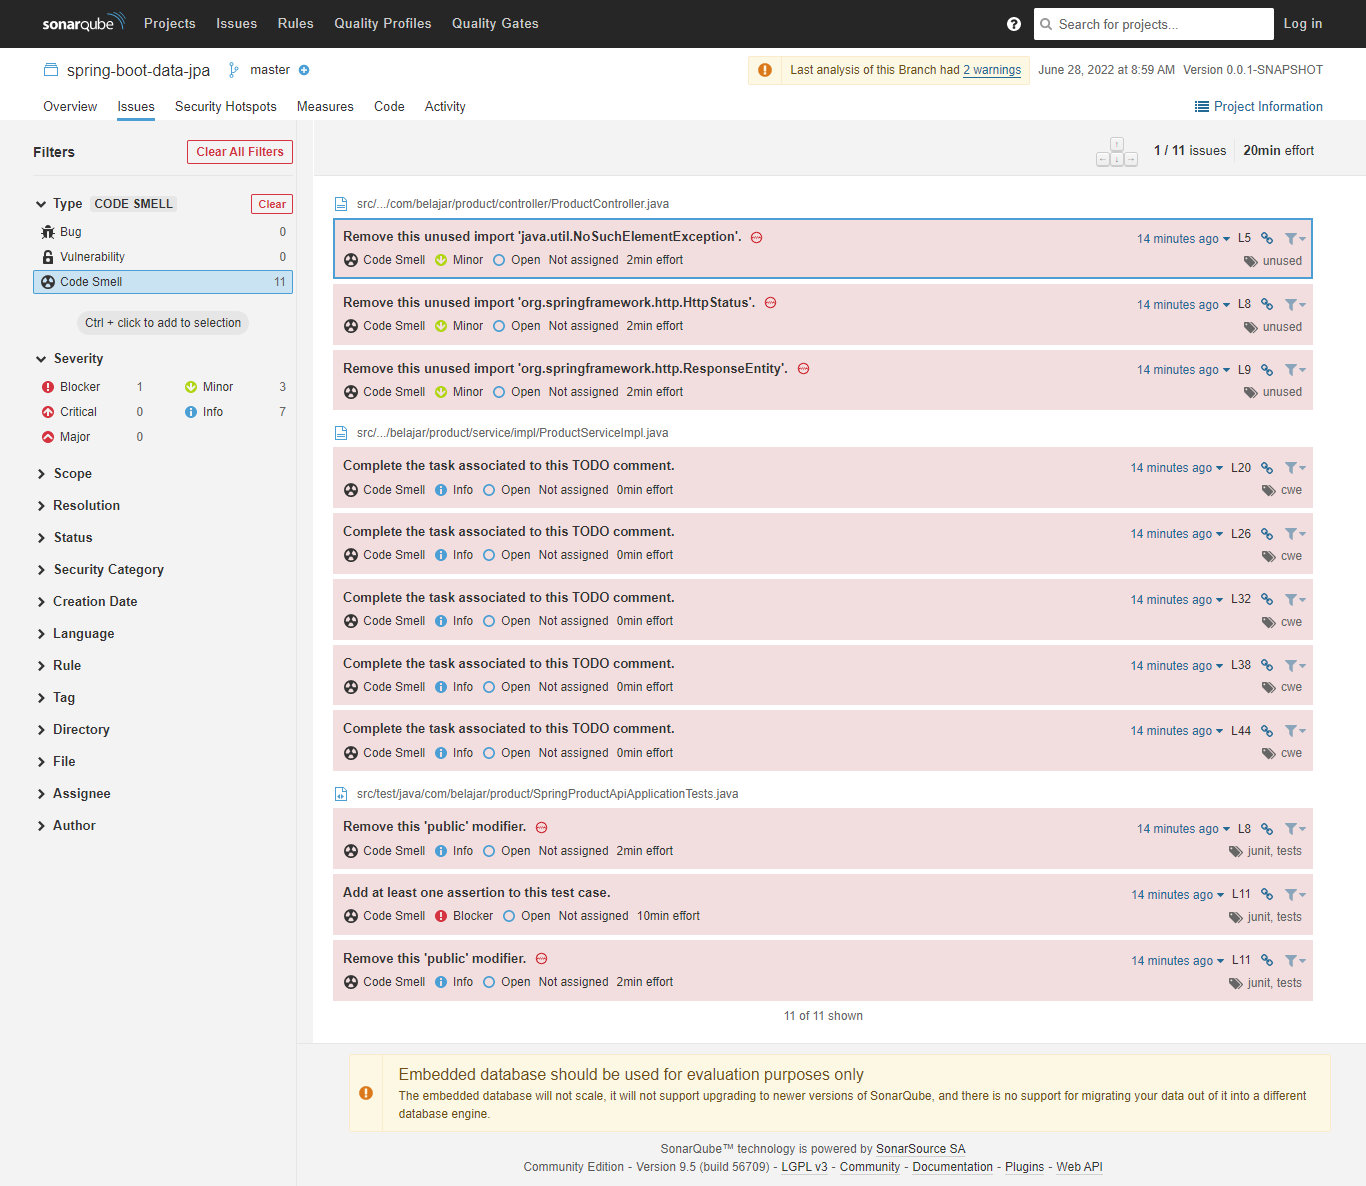 sonarqube Projects Issues Rules Quality Profiles Quality Gates Search for projects... Log in
spring-boot-data-jpa master Last analysis of this Branch had 2 warnings June 28, 2022 at 8:59 AM Version 0.0.1-SNAPSHOT
Overview Issues Security Hotspots Measures Code Activity Project Information
Filters Clear All Filters
Type CODE SMELL Clear
Bug 0
Vulnerability 0
Code Smell 11
Ctrl + click to add to selection
Severity
Blocker 1 Minor 3
Critical 0 Info 7
Major 0
Scope
Resolution
Status
Security Category
Creation Date
Language
Rule
Tag
Directory
File
Assignee
Author
1 / 11 issues 20min effort
src/.../com/belajar/product/controller/ProductController.java
Remove this unused import 'java.util.NoSuchElementException'. 14 minutes ago L5
Code Smell Minor Open Not assigned 2min effort unused
Remove this unused import 'org.springframework.http.HttpStatus'. 14 minutes ago L8
Code Smell Minor Open Not assigned 2min effort unused
Remove this unused import 'org.springframework.http.ResponseEntity'. 14 minutes ago L9
Code Smell Minor Open Not assigned 2min effort unused
src/.../belajar/product/service/impl/ProductServiceImpl.java
Complete the task associated to this TODO comment. 14 minutes ago L20
Code Smell Info Open Not assigned 0min effort cwe
Complete the task associated to this TODO comment. 14 minutes ago L26
Code Smell Info Open Not assigned 0min effort cwe
Complete the task associated to this TODO comment. 14 minutes ago L32
Code Smell Info Open Not assigned 0min effort cwe
Complete the task associated to this TODO comment. 14 minutes ago L38
Code Smell Info Open Not assigned 0min effort cwe
Complete the task associated to this TODO comment. 14 minutes ago L44
Code Smell Info Open Not assigned 0min effort cwe
src/test/java/com/belajar/product/SpringProductApiApplicationTests.java
Remove this 'public' modifier. 14 minutes ago L8
Code Smell Info Open Not assigned 2min effort junit, tests
Add at least one assertion to this test case. 14 minutes ago L11
Code Smell Blocker Open Not assigned 10min effort junit, tests
Remove this 'public' modifier. 14 minutes ago L11
Code Smell Info Open Not assigned 2min effort junit, tests
11 of 11 shown
Embedded database should be used for evaluation purposes only
The embedded database will not scale, it will not support upgrading to newer versions of SonarQube, and there is no support for migrating your data out of it into a different
database engine.
SonarQube™ technology is powered by SonarSource SA
Community Edition - Version 9.5 (build 56709) - LGPL v3 - Community - Documentation - Plugins - Web API